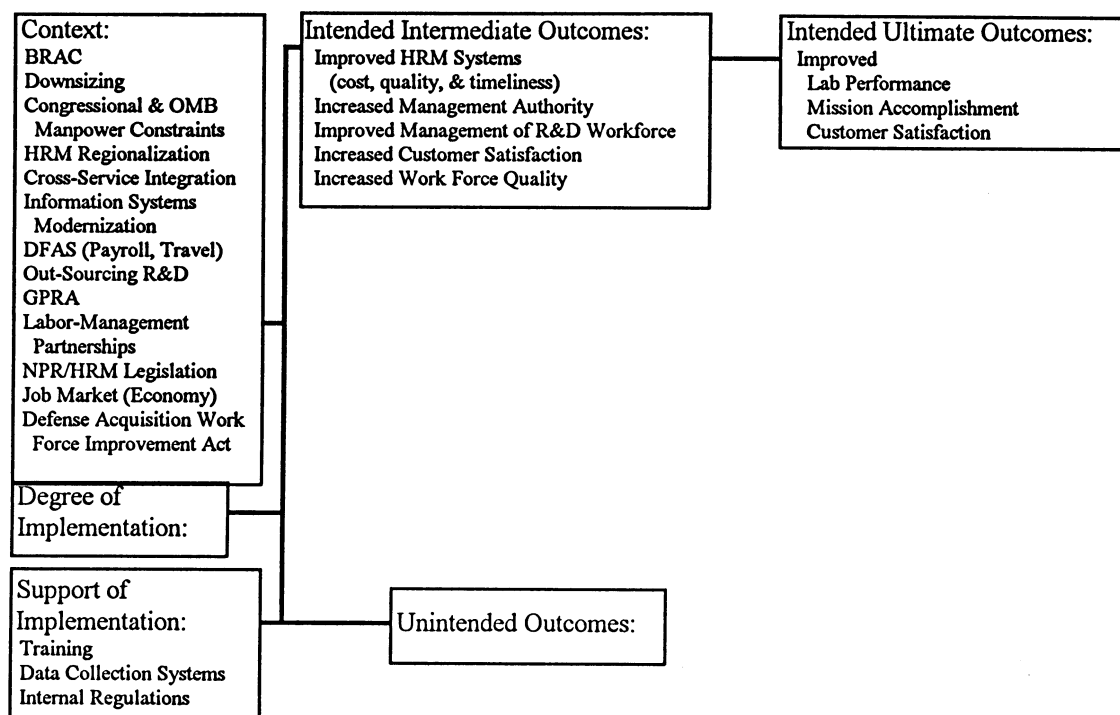 Context:
BRAC
Downsizing
Congressional & OMB
Manpower Constraints
HRM Regionalization
Cross-Service Integration
Information Systems
Modernization
DFAS (Payroll, Travel)
Out-Sourcing R&D
GPRA
Labor-Management
Partnerships
NPR/HRM Legislation
Job Market (Economy)
Defense Acquisition Work
Force Improvement Act
Degree of
Implementation:
Support of
Implementation:
Training
Data Collection Systems
Internal Regulations
Intended Intermediate Outcomes:
Improved HRM Systems
(cost, quality, & timeliness)
Increased Management Authority
Improved Management of R&D Workforce
Increased Customer Satisfaction
Increased Work Force Quality
Unintended Outcomes:
Intended Ultimate Outcomes:
Improved
Lab Performance
Mission Accomplishment
Customer Satisfaction